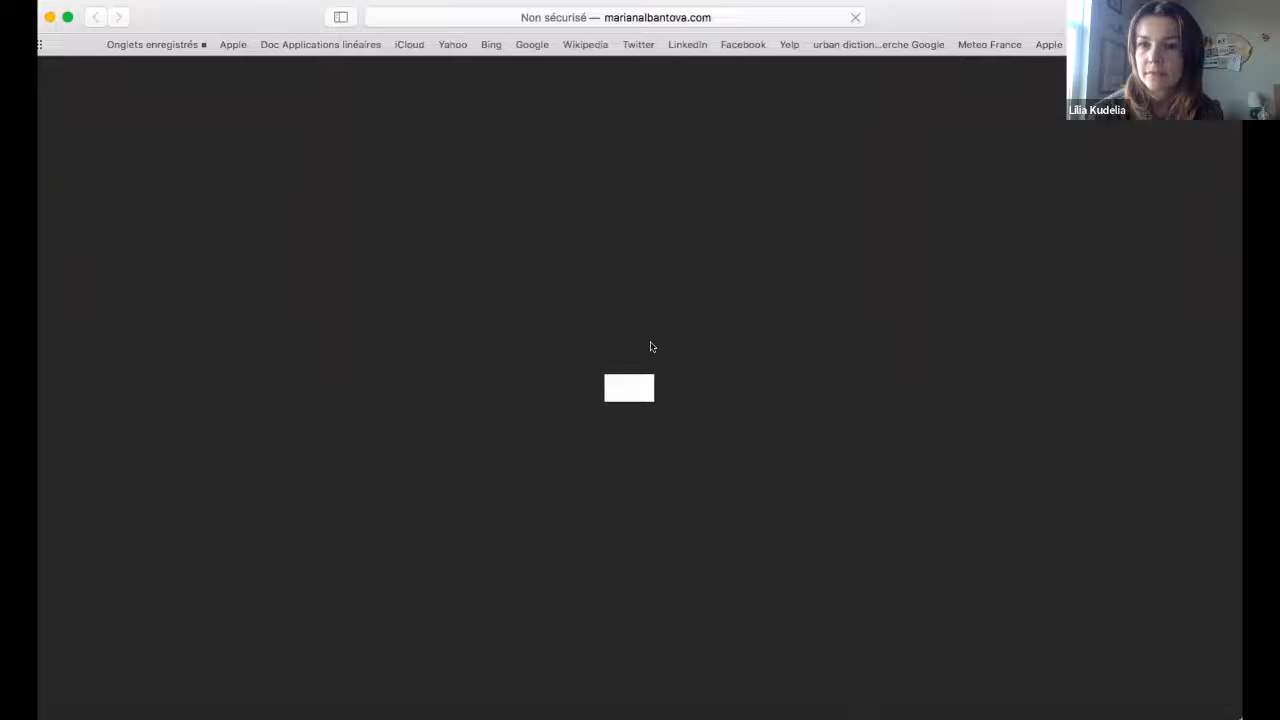 Non sécurisé — marianalbantova.com
Onglets enregistrés ■ Apple Doc Applications linéaires iCloud Yahoo Bing Google Wikipedia Twitter LinkedIn Facebook Yelp urban diction...erche Google Meteo France Apple
Lilia Kudelia